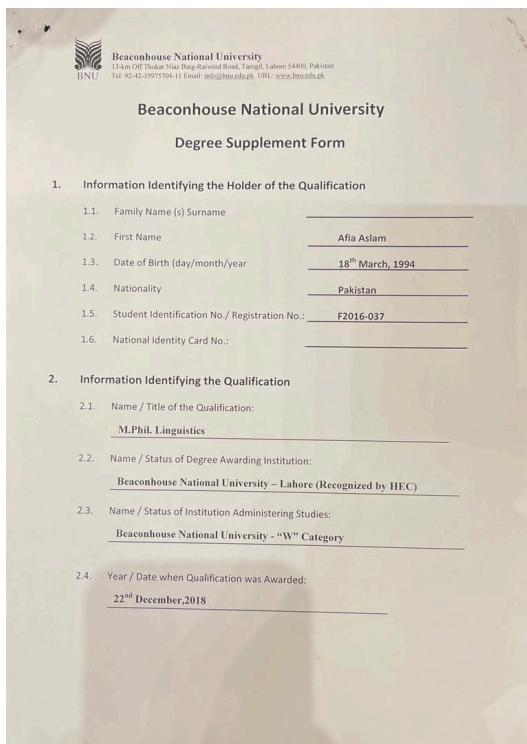 BNU
Beaconhouse National University
13-km Off Thokar Niaz Baig-Raiwind Road, Tarogil, Lahore 54400, Pakistan
Tel: 92-42-35975704-11 Email: info@bnu.edu.pk URL: www.bnu.edu.pk
Beaconhouse National University
Degree Supplement Form
1. Information Identifying the Holder of the Qualification
1.1. Family Name (s) Surname
1.2. First Name Afia Aslam
1.3. Date of Birth (day/month/year 18th March, 1994
1.4. Nationality Pakistan
1.5. Student Identification No./ Registration No.: F2016-037
1.6. National Identity Card No.:
2. Information Identifying the Qualification
2.1. Name / Title of the Qualification:
M.Phil. Linguistics
2.2. Name / Status of Degree Awarding Institution:
Beaconhouse National University – Lahore (Recognized by HEC)
2.3. Name / Status of Institution Administering Studies:
Beaconhouse National University - “W” Category
2.4. Year / Date when Qualification was Awarded:
22nd December,2018